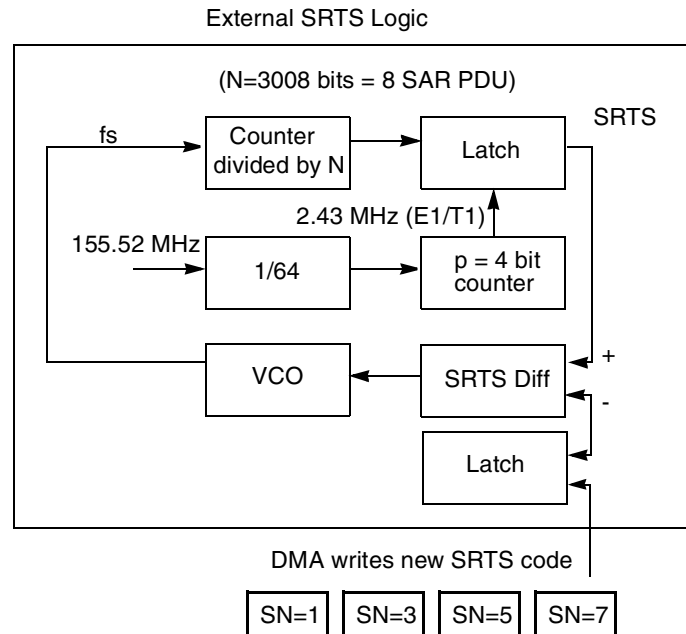 External SRTS Logic
(N=3008 bits = 8 SAR PDU)
fs
Counter
divided by N
Latch
SRTS
2.43 MHz (E1/T1)
155.52 MHz
1/64
p = 4 bit
counter
VCO
SRTS Diff
+
-
Latch
DMA writes new SRTS code
SN=1 SN=3 SN=5 SN=7